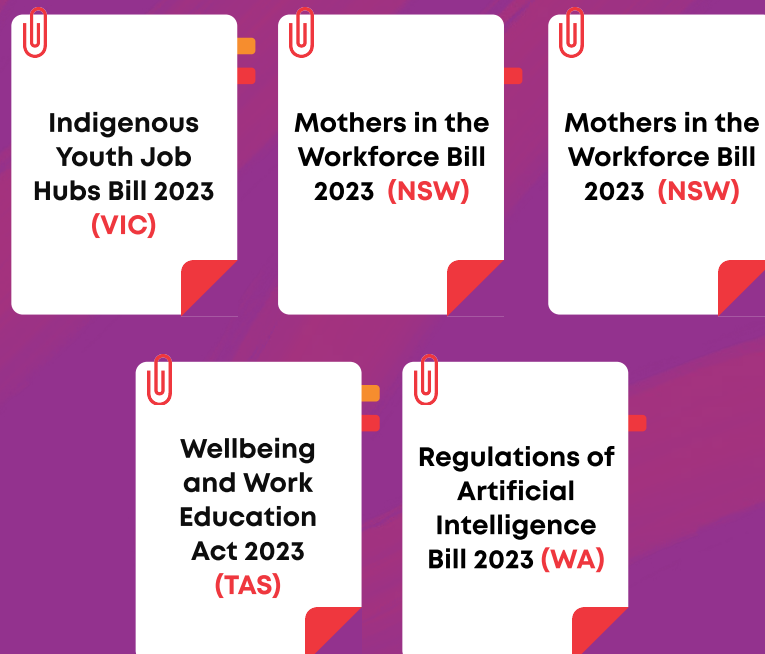 Indigenous
Youth Job
Hubs Bill 2023
(VIC)
Mothers in the
Workforce Bill
2023 (NSW)
Mothers in the
Workforce Bill
2023 (NSW)
Wellbeing
and Work
Education
Act 2023
(TAS)
Regulations of
Artificial
Intelligence
Bill 2023 (WA)